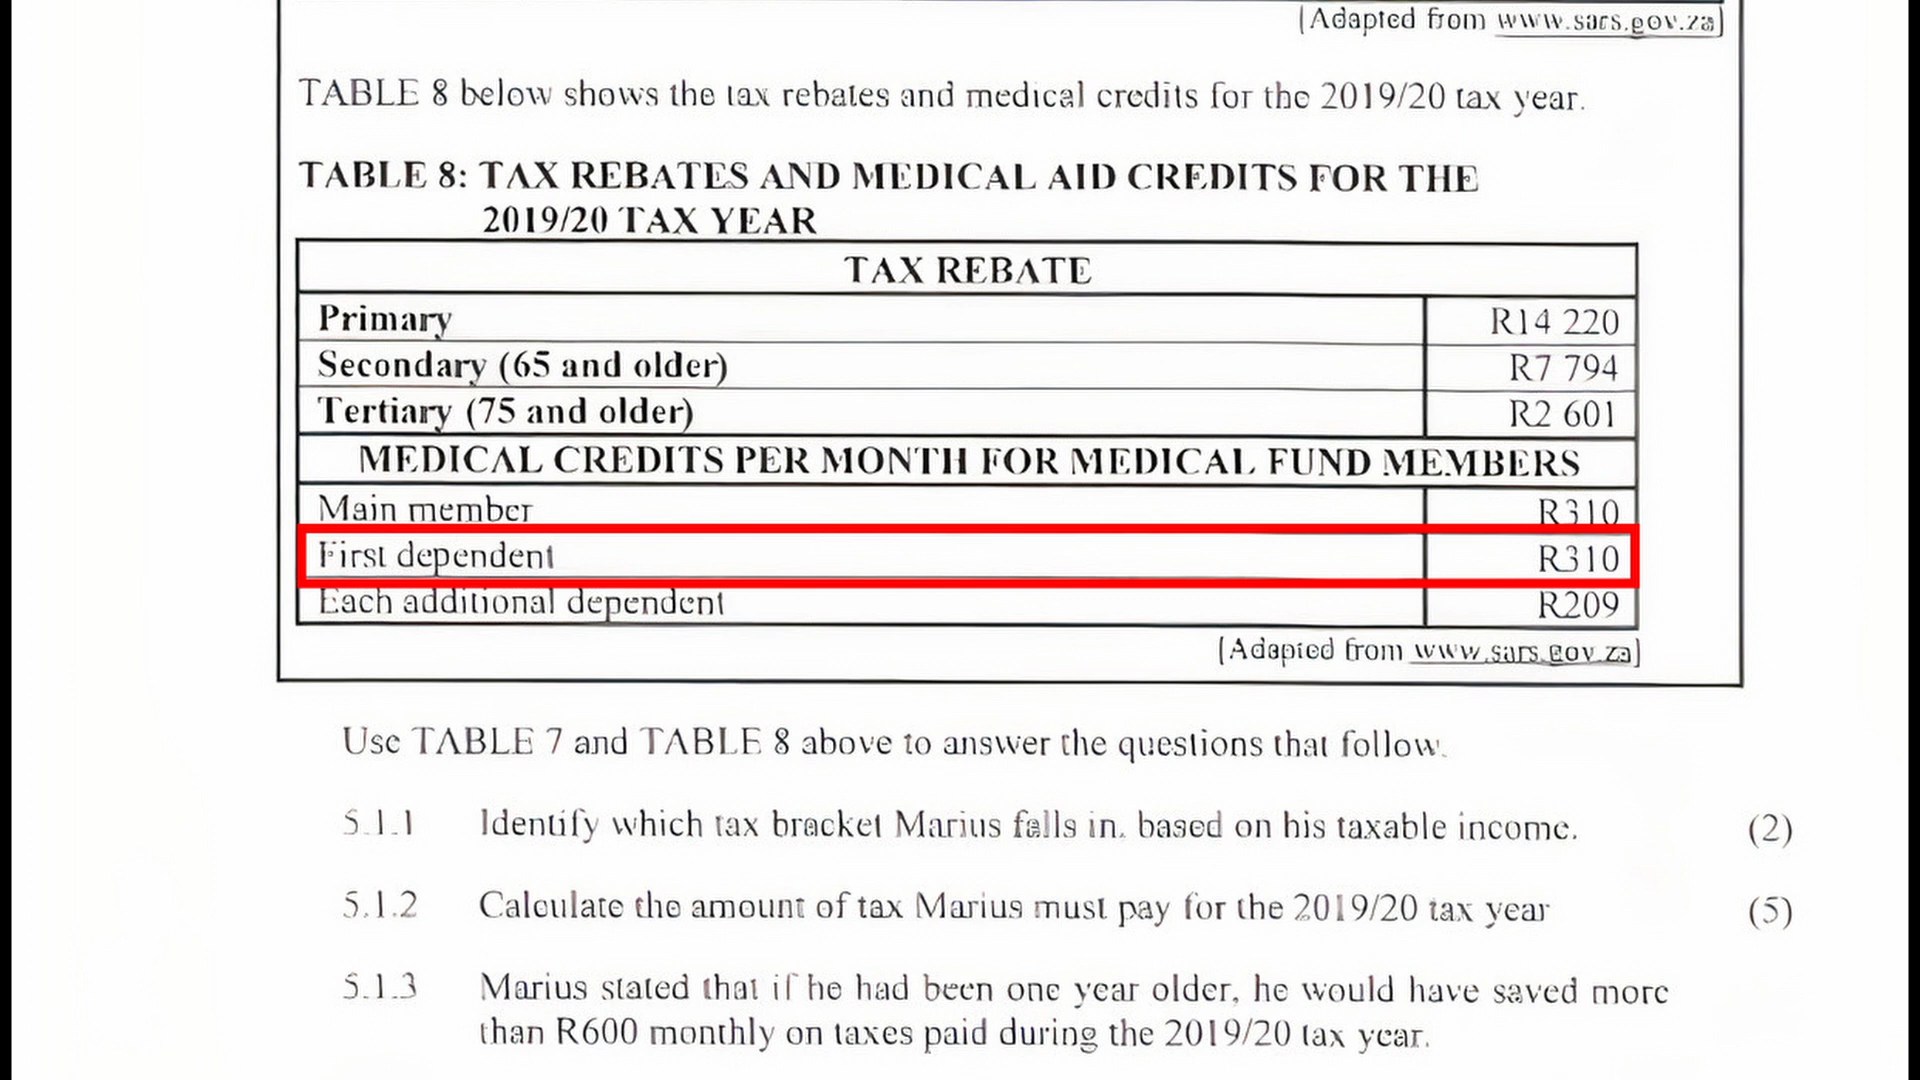 [Adapted from www.sars.gov.za]
TABLE 8 below shows the tax rebates and medical credits for the 2019/20 tax year.
TABLE 8: TAX REBATES AND MEDICAL AID CREDITS FOR THE
2019/20 TAX YEAR
TAX REBATE
Primary R14 220
Secondary (65 and older) R7 794
Tertiary (75 and older) R2 601
MEDICAL CREDITS PER MONTH FOR MEDICAL FUND MEMBERS
Main member R310
First dependent R310
Each additional dependent R209
[Adapted from www.sars.gov.za]
Use TABLE 7 and TABLE 8 above to answer the questions that follow.
5.1.1 Identify which tax bracket Marius falls in, based on his taxable income. (2)
5.1.2 Calculate the amount of tax Marius must pay for the 2019/20 tax year (5)
5.1.3 Marius stated that if he had been one year older, he would have saved more
than R600 monthly on taxes paid during the 2019/20 tax year.